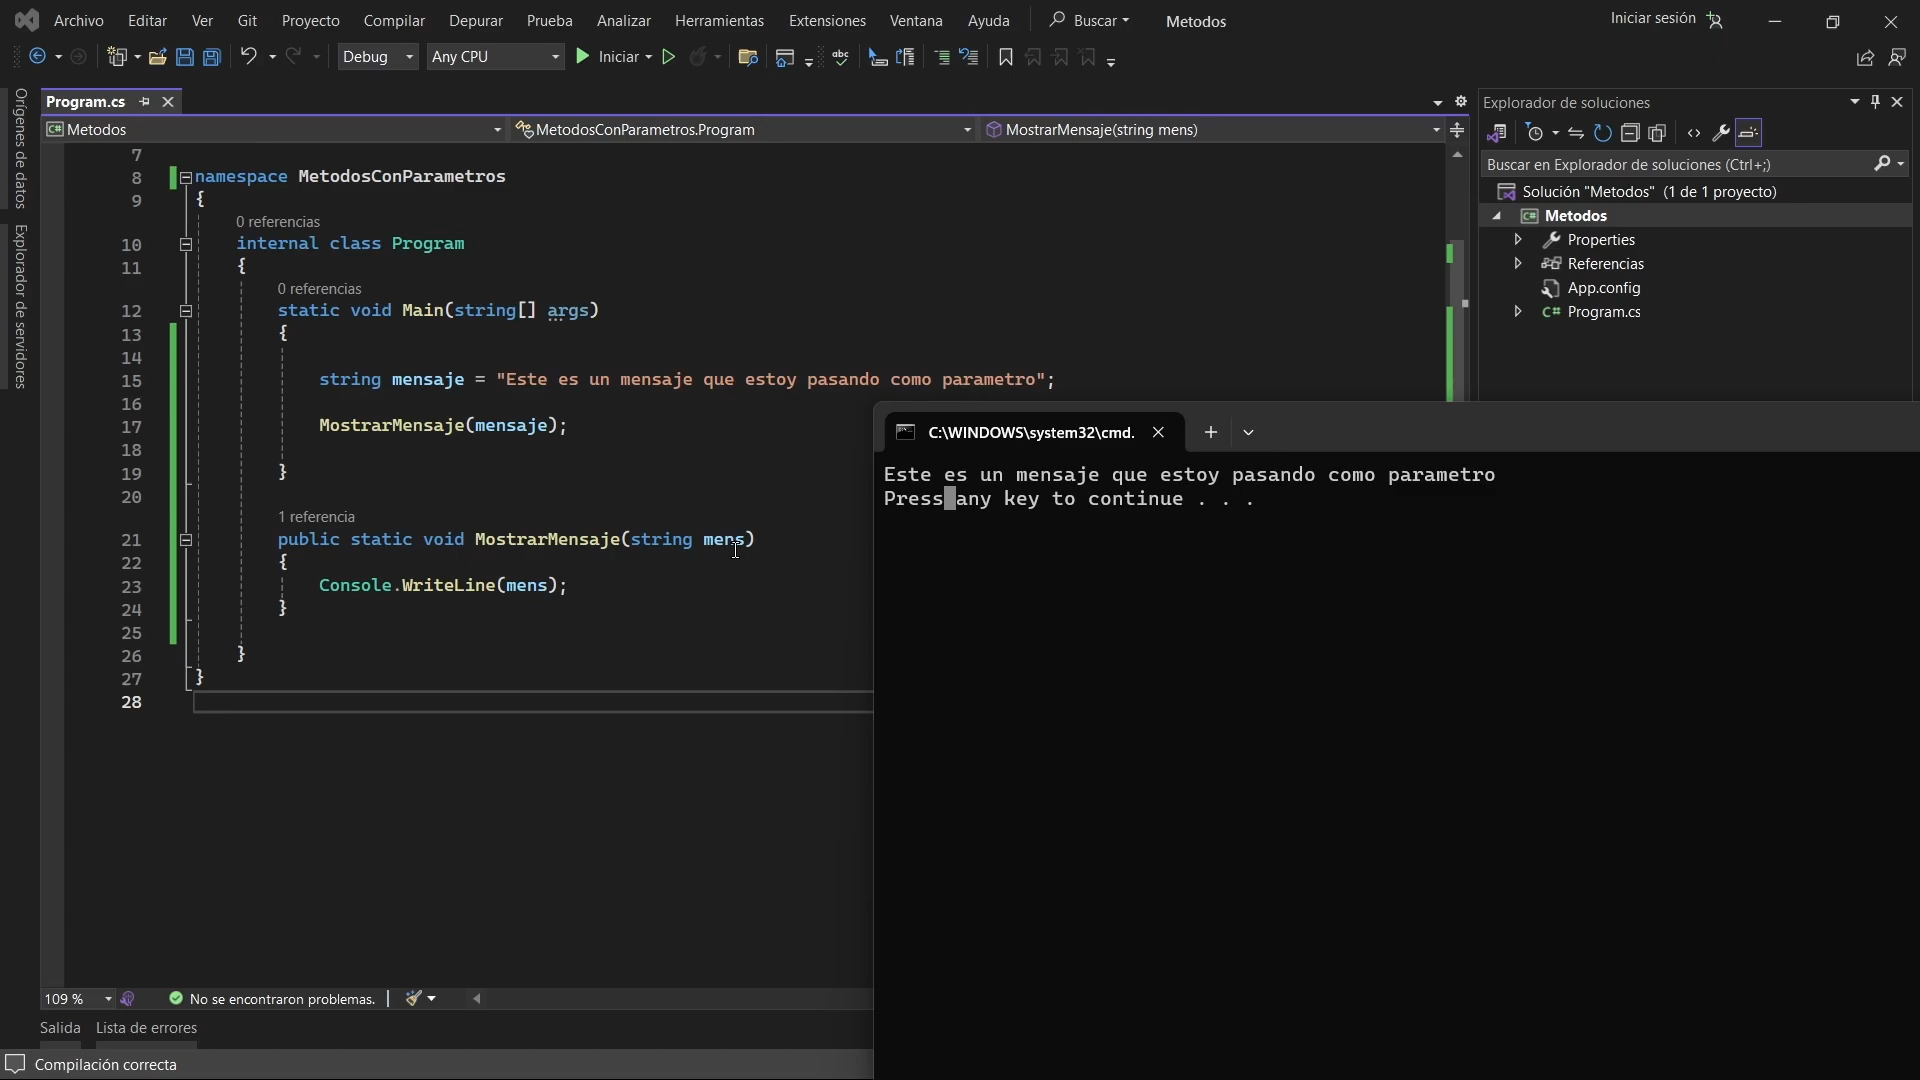 Archivo Editar Ver Git Proyecto Compilar Depurar Prueba Analizar Herramientas Extensiones Ventana Ayuda Buscar Metodos Iniciar sesión
Debug Any CPU Iniciar abc
Orígenes de datos
Explorador de servidores
Program.cs
C# Metodos MetodosConParametros.Program MostrarMensaje(string mens)
7
8 namespace MetodosConParametros
9 {
0 referencias
10 internal class Program
11 {
0 referencias
12 static void Main(string[] args)
13 {
14
15 string mensaje = "Este es un mensaje que estoy pasando como parametro";
16
17 MostrarMensaje(mensaje);
18
19 }
20
1 referencia
21 public static void MostrarMensaje(string mens)
22 {
23 Console.WriteLine(mens);
24 }
25
26 }
27 }
28
109 % No se encontraron problemas.
Salida Lista de errores
Compilación correcta
Explorador de soluciones
Buscar en Explorador de soluciones (Ctrl+;)
Solución "Metodos" (1 de 1 proyecto)
C# Metodos
Properties
Referencias
App.config
C# Program.cs
C:\WINDOWS\system32\cmd.
Este es un mensaje que estoy pasando como parametro
Press any key to continue . . .